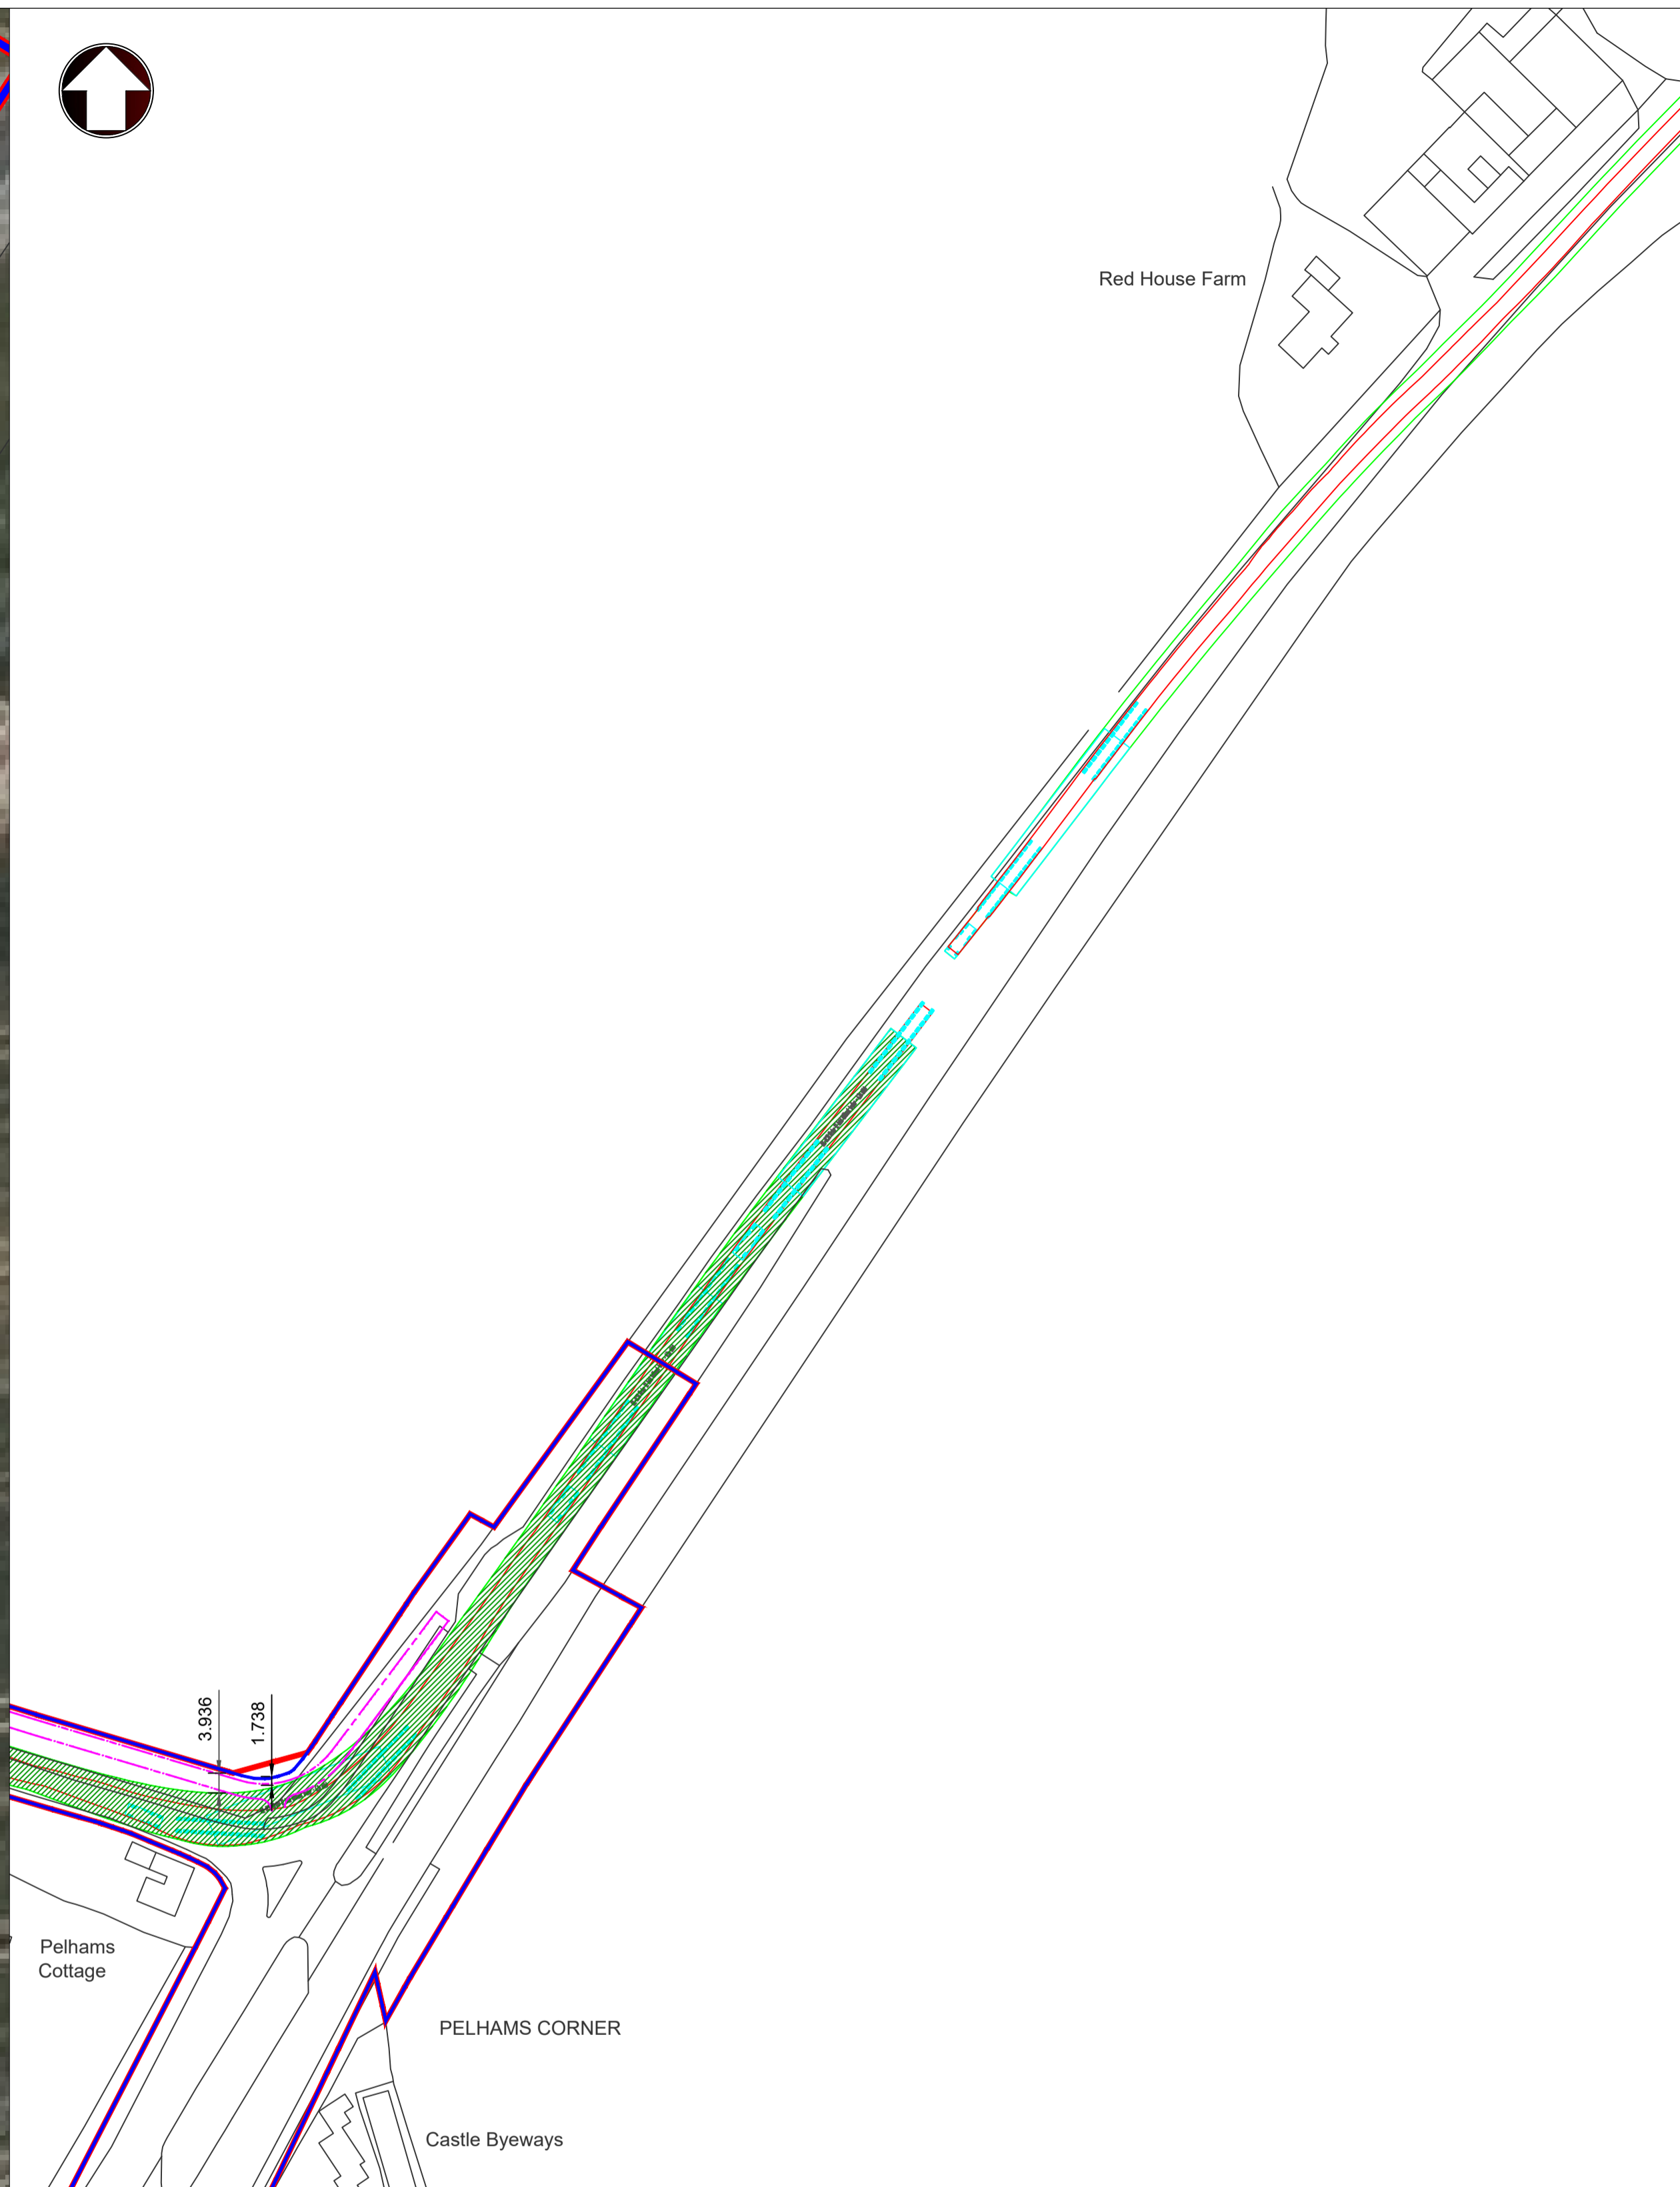 Red House Farm
3.936
1.738
Pelhams
Cottage
PELHAMS CORNER
Castle Byeways